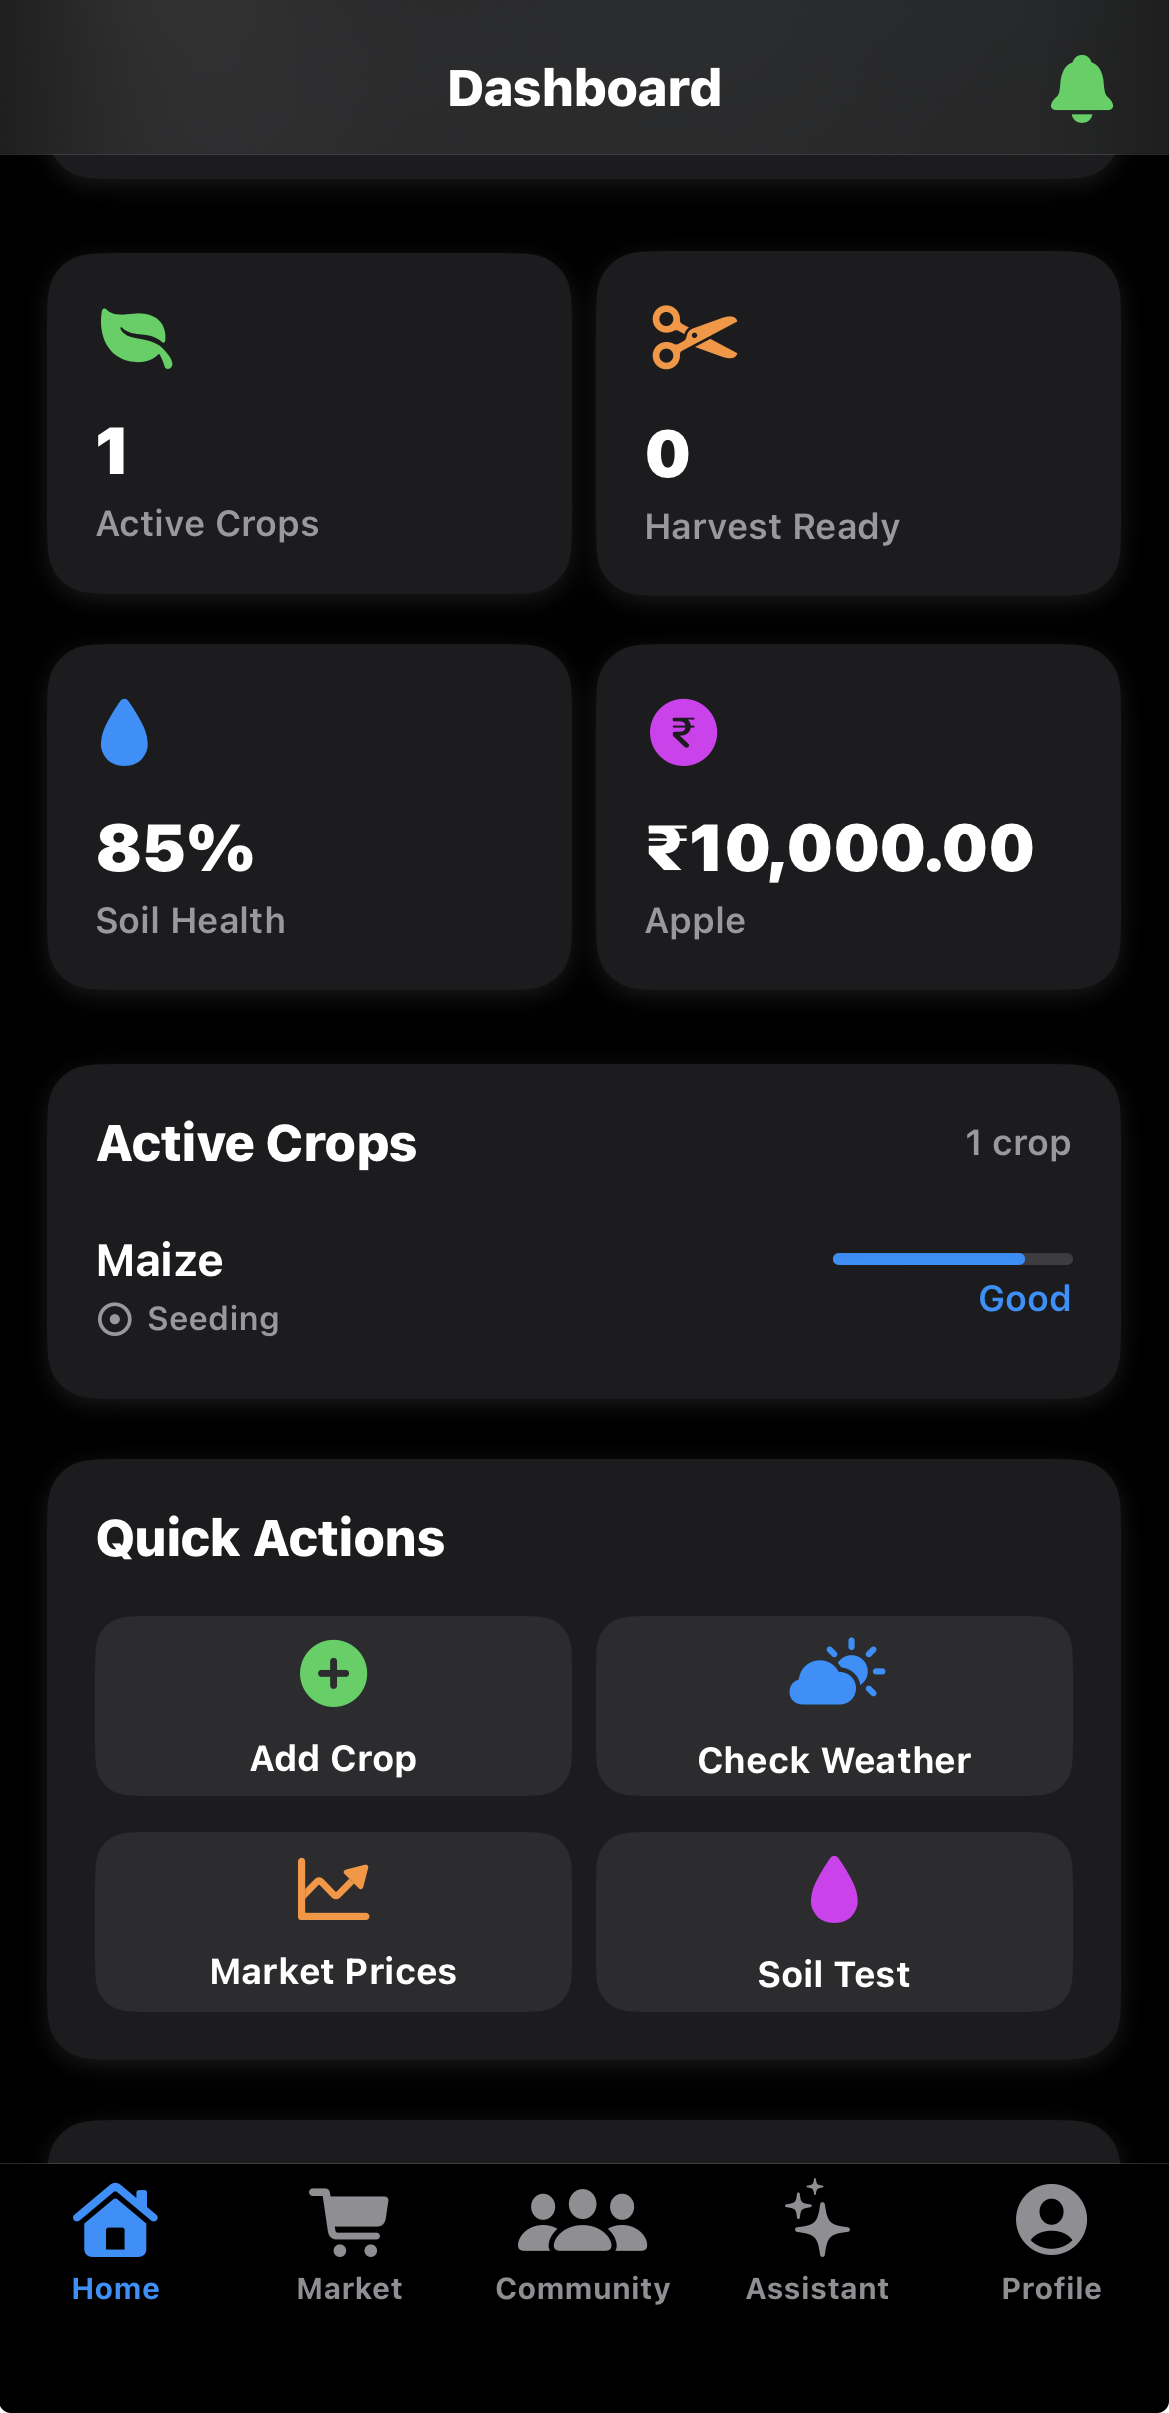 Dashboard
1
Active Crops
0
Harvest Ready
85%
Soil Health
₹
₹10,000.00
Apple
Active Crops
1 crop
Maize
Good
Seeding
Quick Actions
Add Crop
Check Weather
Market Prices
Soil Test
Home
Market
Community
Assistant
Profile